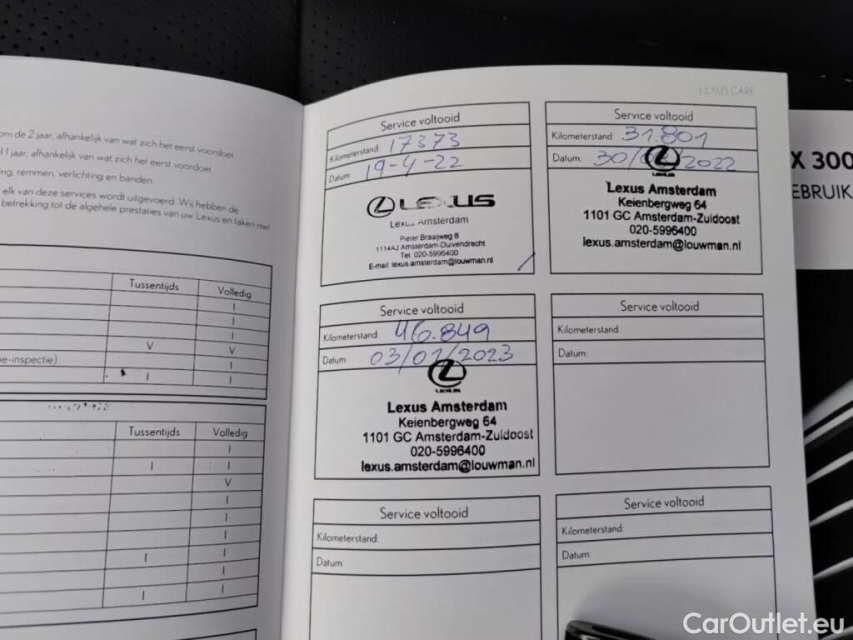 om de 2 jaar, afhankelijk van wat zich het eerst voordoet.
f 1 jaar, afhankelijk van wat zich het eerst voordoet.
ing, remmen, verlichting en banden.
elk van deze services wordt uitgevoerd. Wij hebben de
betrekking tot de algehele prestaties van uw Lexus en taken met
Tussentijds Volledig
I
I
I
V V
e-inspectie) I
I I
Tussentijds Volledig
I
I I
V
I
I
I
I I
I
I I
LEXUS CARE
Service voltooid
Kilometerstand: 17373
Datum: 19-4-22
LEXUS
Lexus Amsterdam
Pieter Braaijweg 8
1114AJ Amsterdam-Duivendrecht
Tel. 020-5996400
E-mail: lexus.amsterdam@louwman.nl
Service voltooid
Kilometerstand: 31.801
Datum: 30/ /2022
LEXUS
Lexus Amsterdam
Keienbergweg 64
1101 GC Amsterdam-Zuidoost
020-5996400
lexus.amsterdam@louwman.nl
Service voltooid
Kilometerstand: 46.849
Datum: 03/01/2023
LEXUS
Lexus Amsterdam
Keienbergweg 64
1101 GC Amsterdam-Zuidoost
020-5996400
lexus.amsterdam@louwman.nl
Service voltooid
Kilometerstand:
Datum:
Service voltooid
Kilometerstand:
Datum:
Service voltooid
Kilometerstand:
Datum:
X 300
EBRUIK
CarOutlet.eu